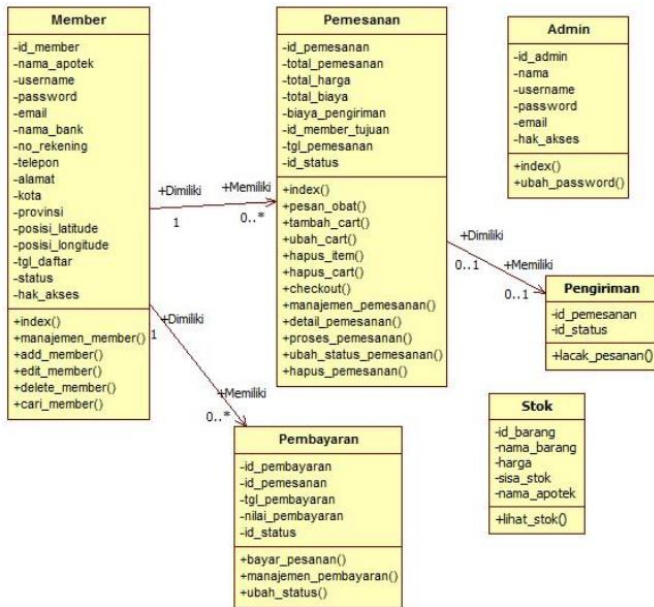 Member
-id_member
-nama_apotek
-username
-password
-email
-nama_bank
-no_rekening
-telepon
-alamat
-kota
-provinsi
-posisi_latitude
-posisi_longitude
-tgl_daftar
-status
-hak_akses
+index()
+manajemen_member()
+add_member()
+edit_member()
+delete_member()
+cari_member()
+Dimiliki
1
+Memiliki
0..*
Pemesanan
-id_pemesanan
-total_pemesanan
-total_harga
-total_biaya
-biaya_pengiriman
-id_member_tujuan
-tgl_pemesanan
-id_status
+index()
+pesan_obat()
+tambah_cart()
+ubah_cart()
+hapus_item()
+hapus_cart()
+checkout()
+manajemen_pemesanan()
+detail_pemesanan()
+proses_pemesanan()
+ubah_status_pemesanan()
+hapus_pemesanan()
Admin
-id_admin
-nama
-username
-password
-email
-hak_akses
+index()
+ubah_password()
+Dimiliki
0..1
+Memiliki
0..1
Pengiriman
-id_pemesanan
-id_status
+lacak_pesanan()
1
+Dimiliki
+Memiliki
0..*
Pembayaran
-id_pembayaran
-id_pemesanan
-tgl_pembayaran
-nilai_pembayaran
-id_status
+bayar_pesanan()
+manajemen_pembayaran()
+ubah_status()
Stok
-id_barang
-nama_barang
-harga
-sisa_stok
-nama_apotek
+lihat_stok()